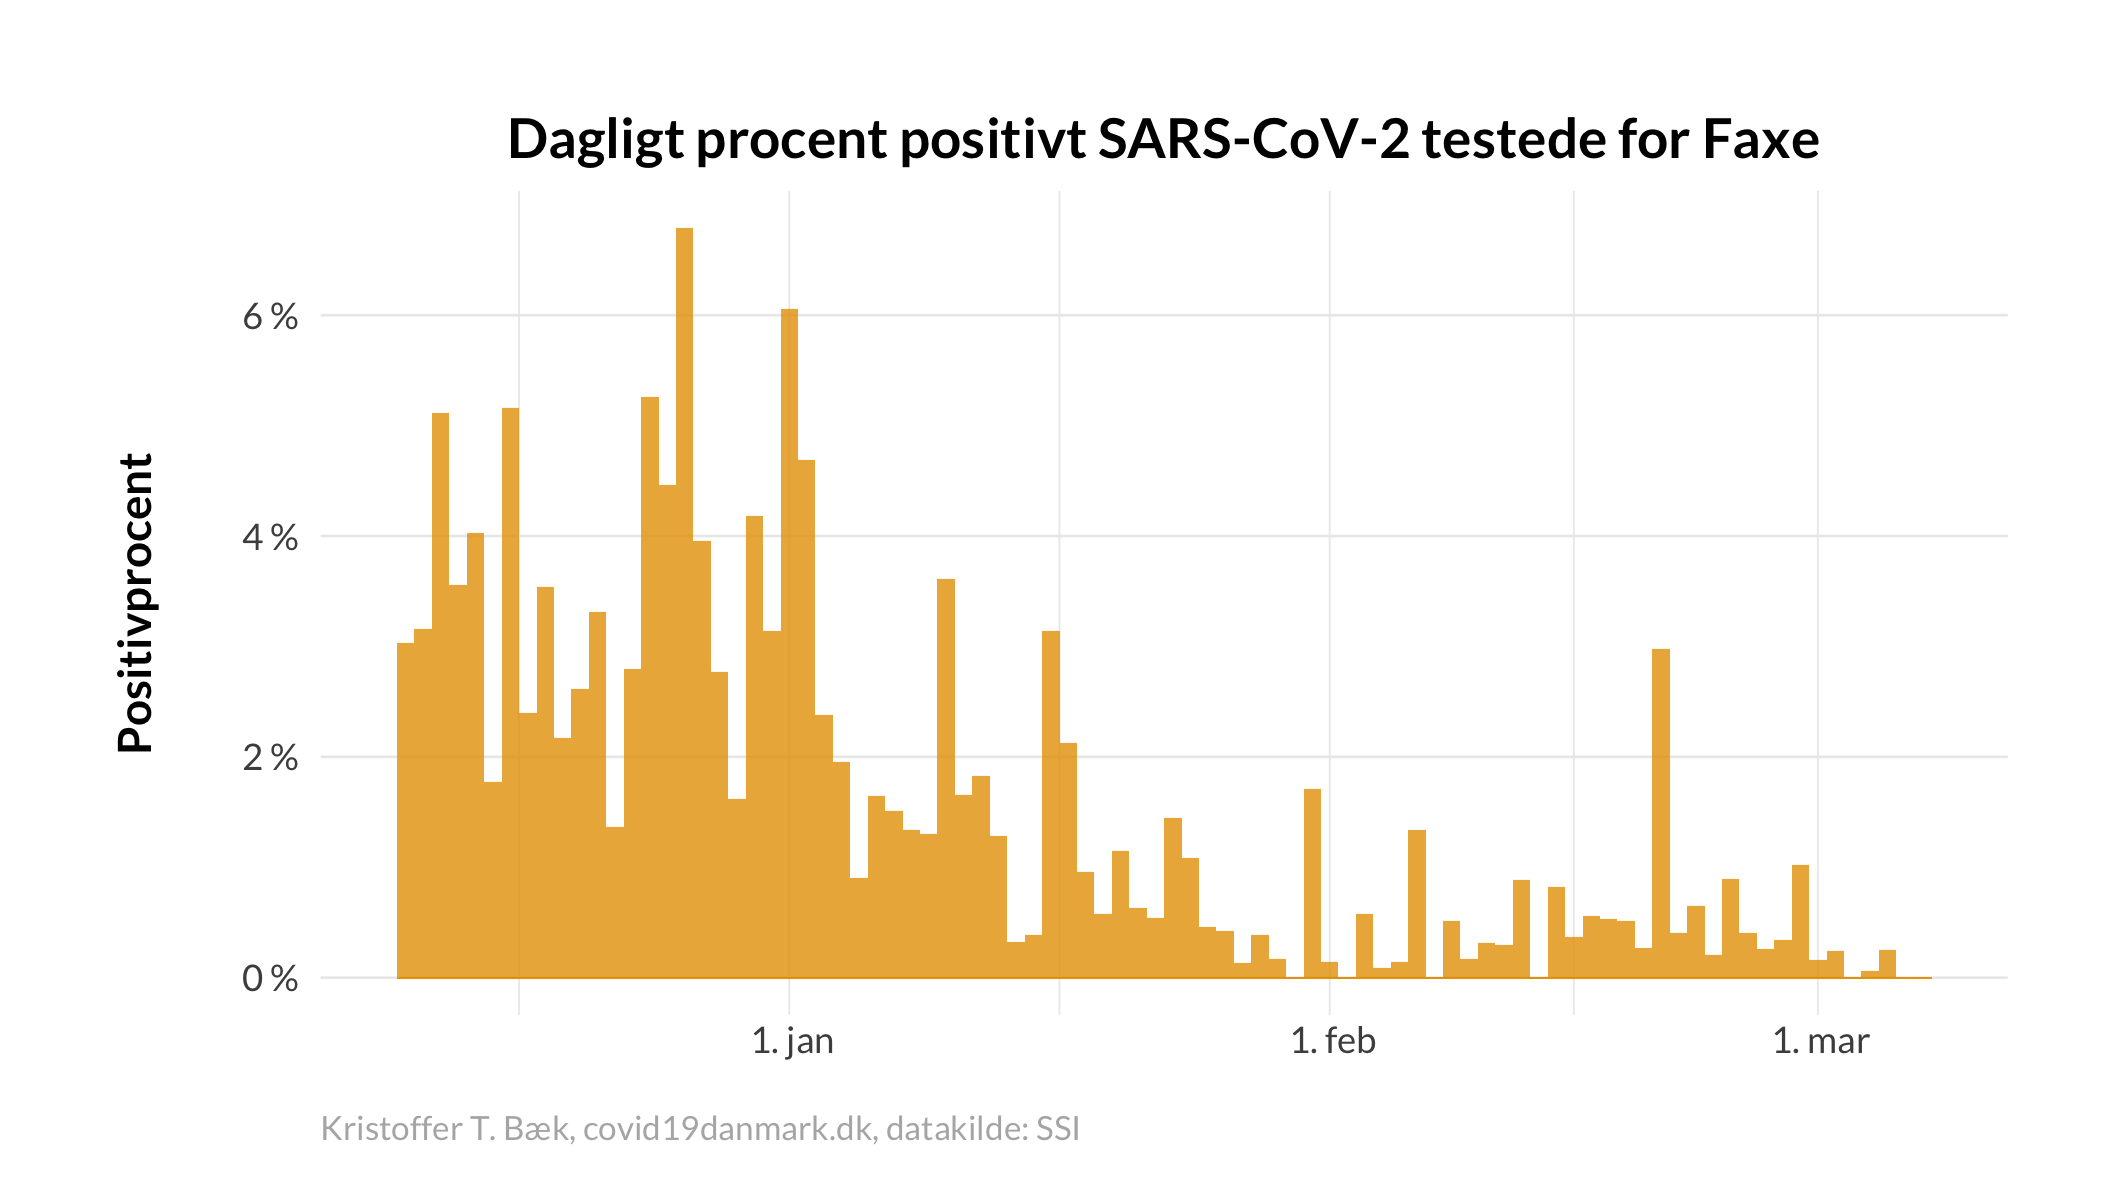 Dagligt procent positivt SARS-CoV-2 testede for Faxe
Positivprocent
6 %
4 %
2 %
0 %
1. jan
1. feb
1. mar
Kristoffer T. Bæk, covid19danmark.dk, datakilde: SSI